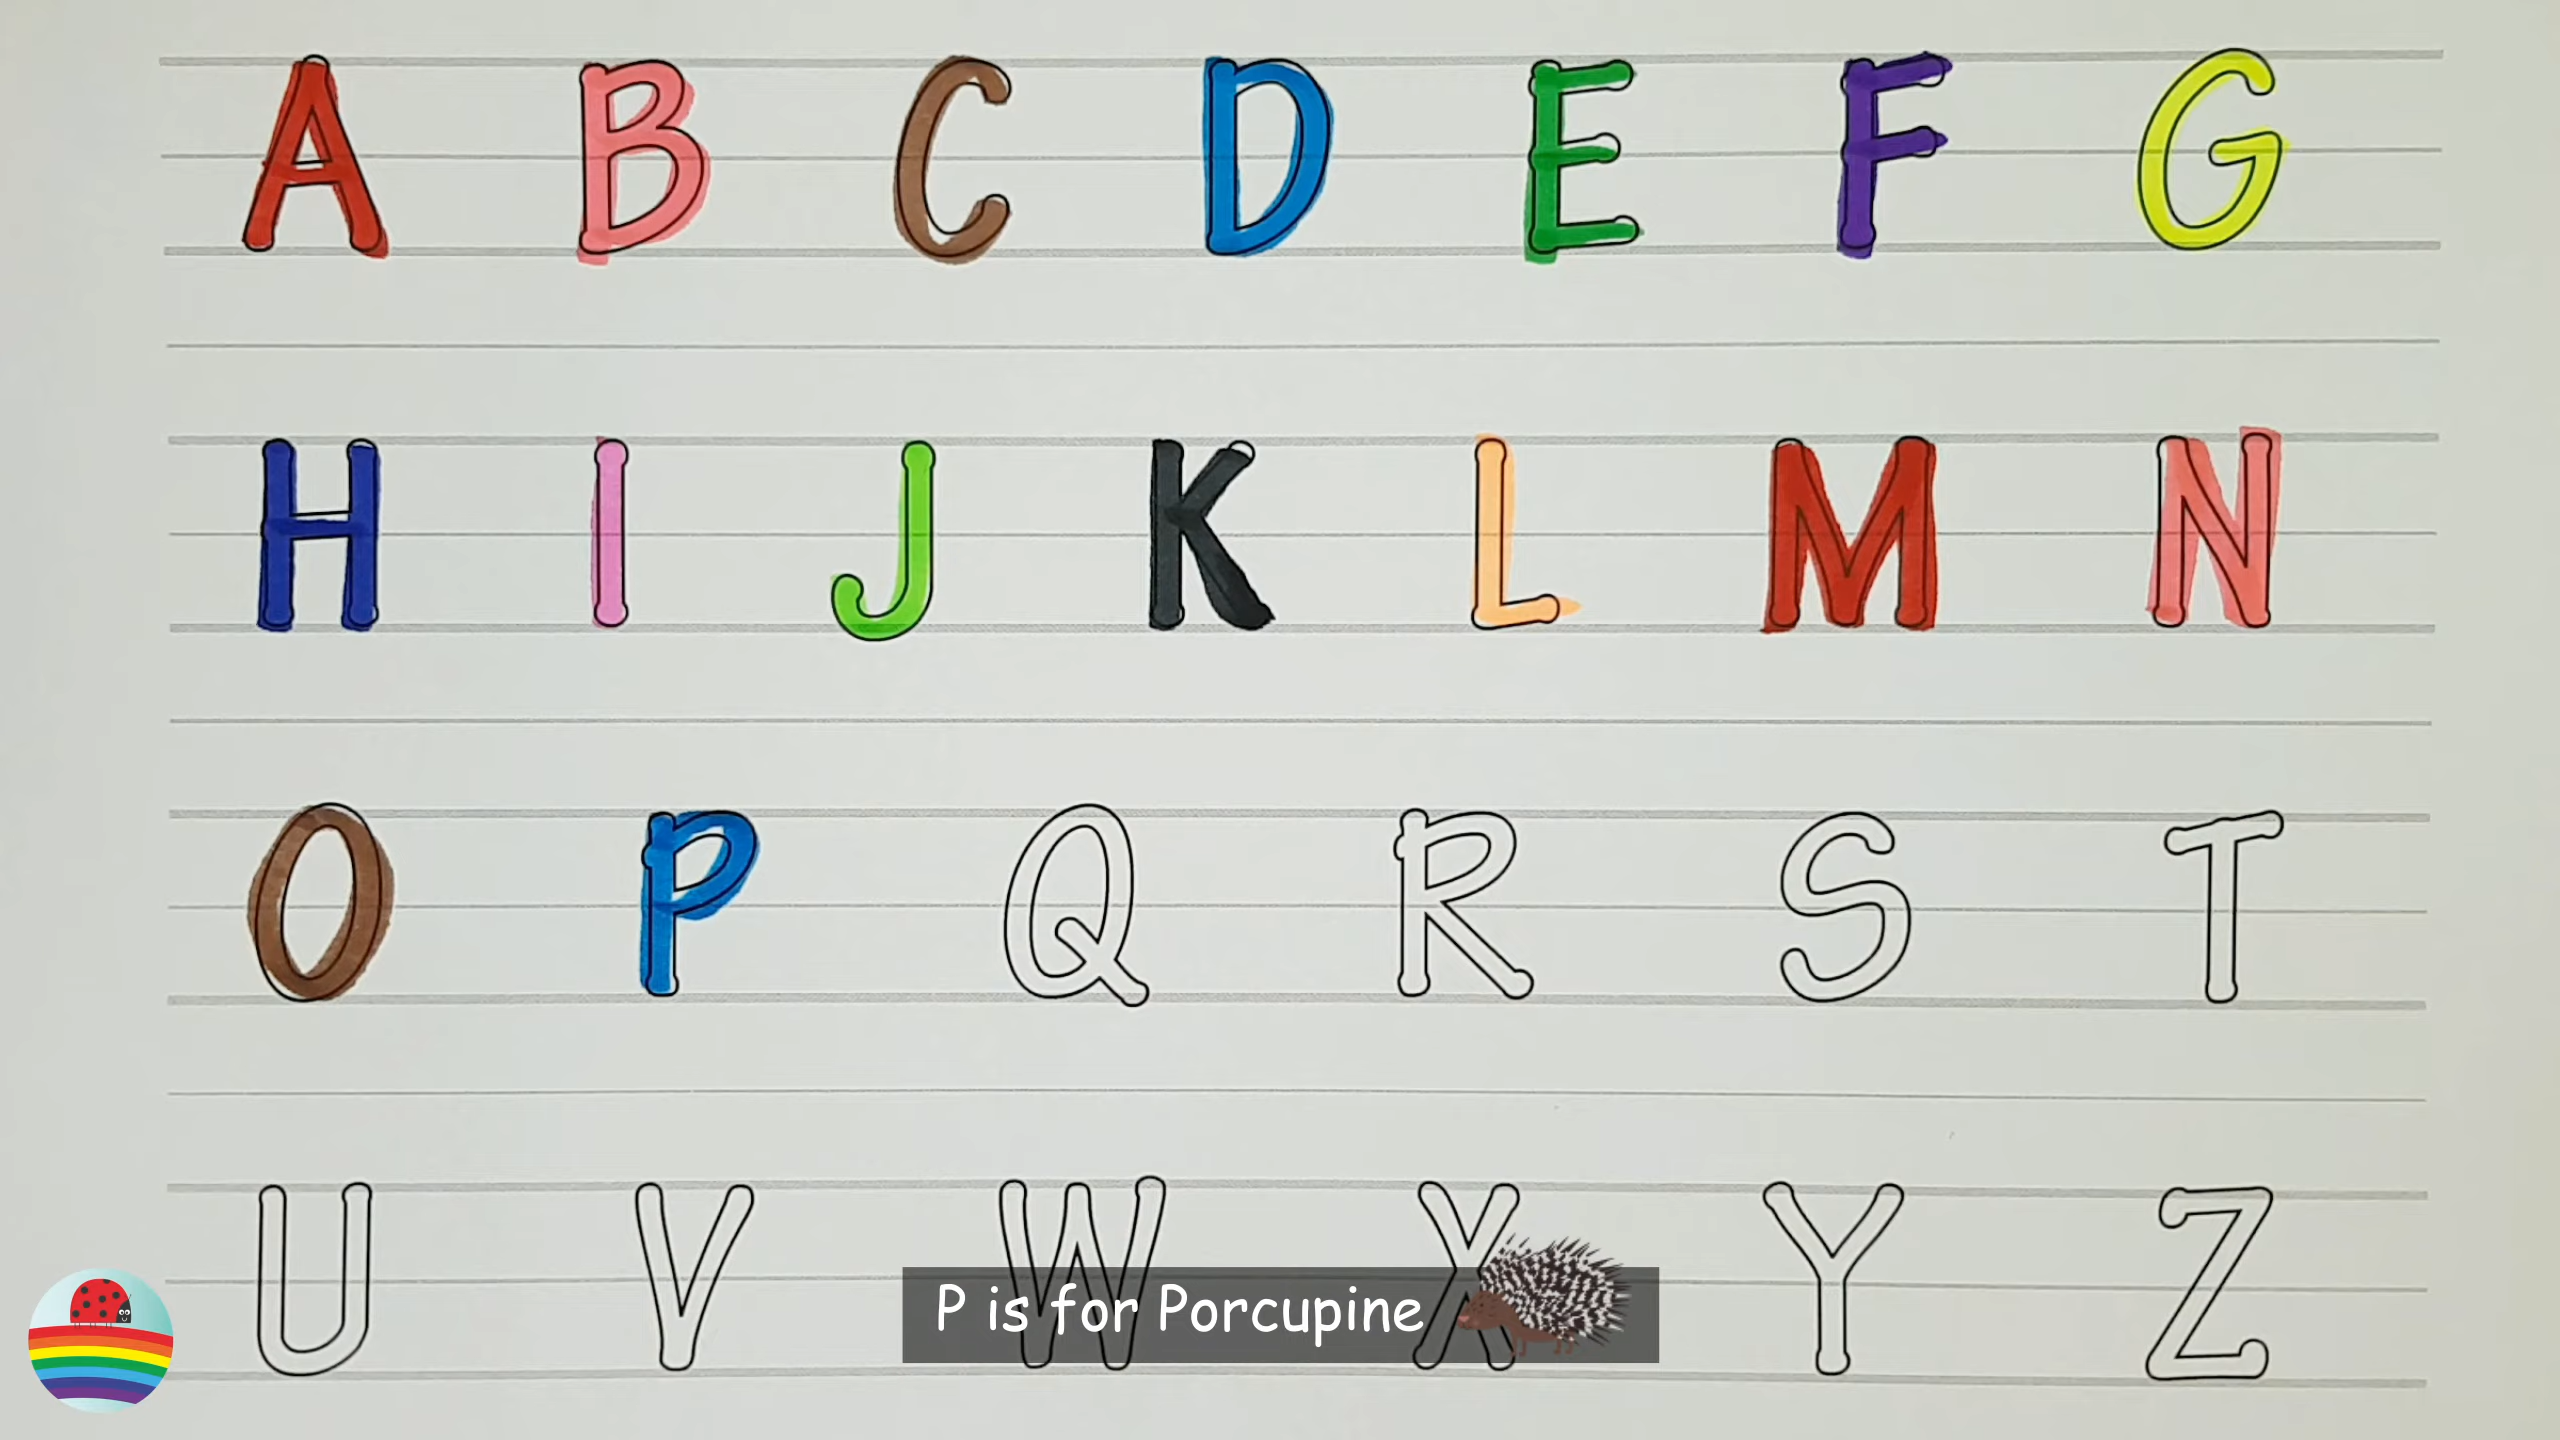 A B C D E F G
H I J K L M N
O P Q R S T
U V W X Y Z
P is for Porcupine